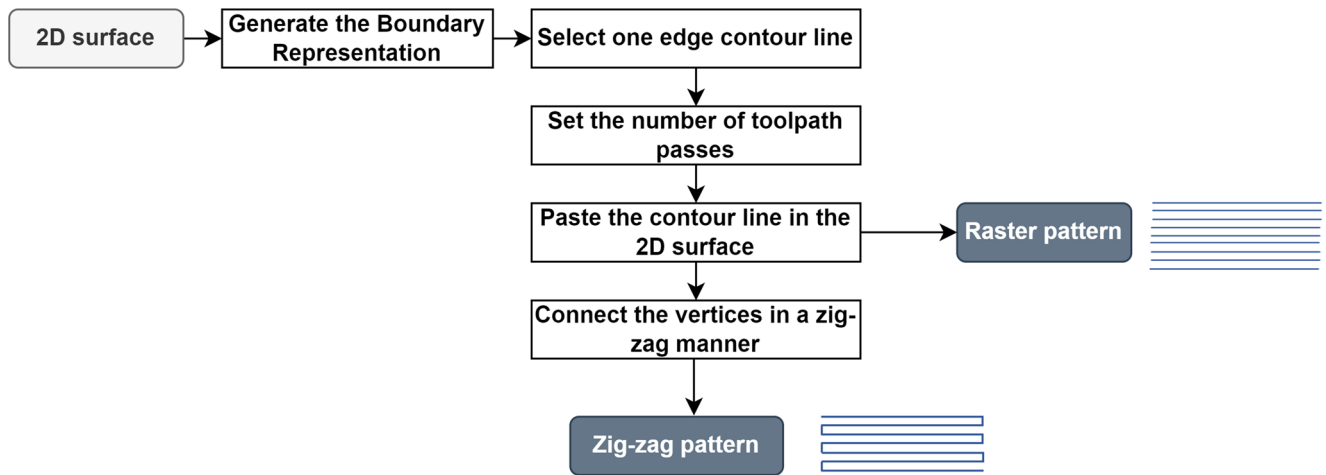 2D surface
Generate the Boundary
Representation
Select one edge contour line
Set the number of toolpath
passes
Paste the contour line in the
2D surface
Raster pattern
Connect the vertices in a zig-
zag manner
Zig-zag pattern